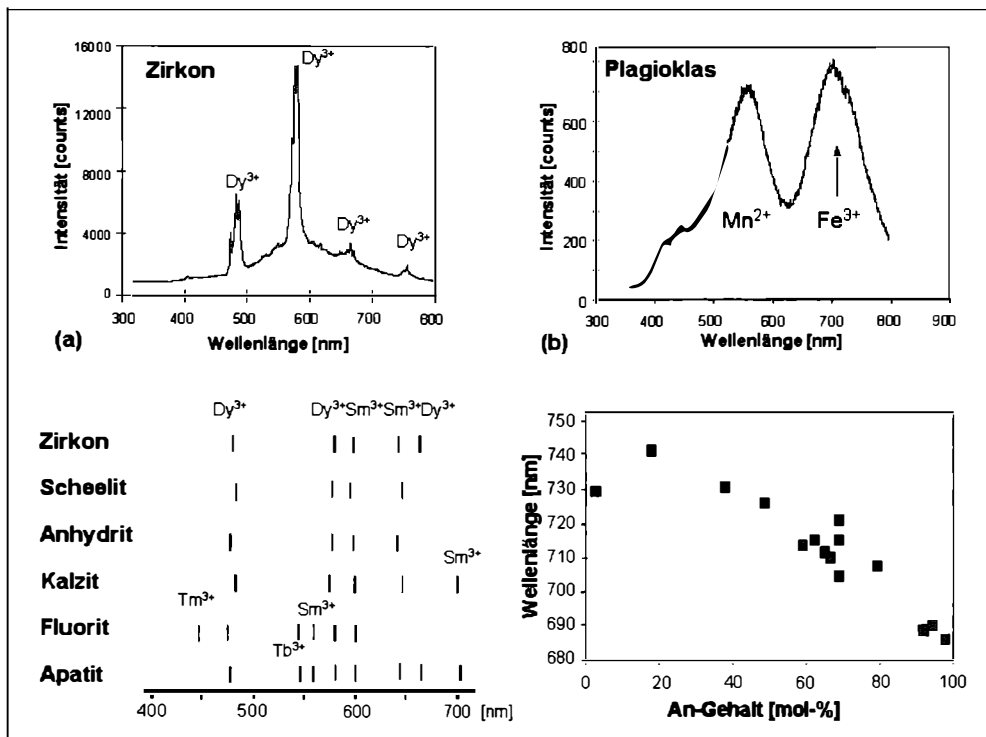 Zirkon
Dy³⁺
Dy³⁺
Dy³⁺
Dy³⁺
Intensität [counts]
16000
12000
8000
4000
0
300 400 500 600 700 800
(a) Wellenlänge [nm]
Plagioklas
Mn²⁺ Fe³⁺
Intensität [counts]
800
600
400
200
0
300 400 500 600 700 800 900
(b) Wellenlänge [nm]
Dy³⁺ Dy³⁺ Sm³⁺ Sm³⁺ Dy³⁺
Zirkon
Scheelit
Anhydrit
Kalzit
Sm³⁺
Tm³⁺
Fluorit
Sm³⁺
Tb³⁺
Apatit
400 500 600 700 [nm]
Wellenlänge [nm]
750
740
730
720
710
700
690
680
0 20 40 60 80 100
An-Gehalt [mol-%]